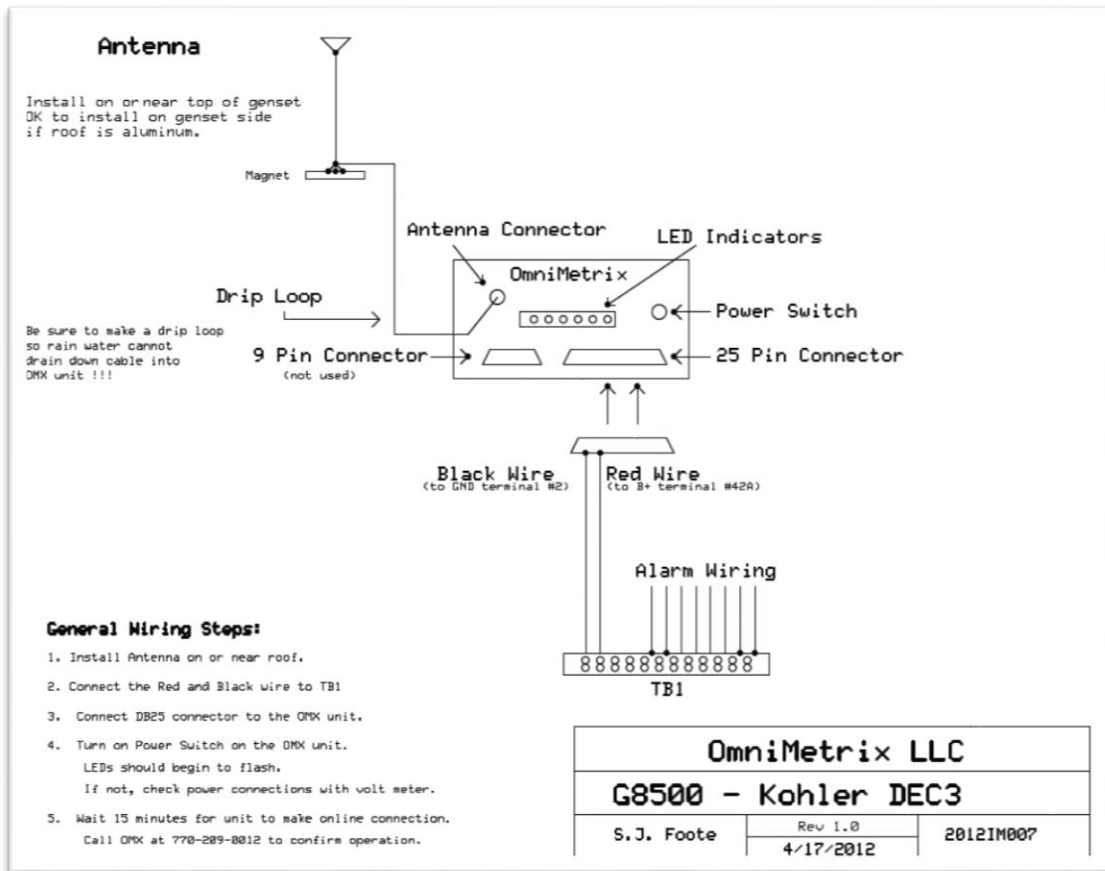 Antenna
Install on or near top of genset
OK to install on genset side
if roof is aluminum.
Magnet
Antenna Connector
LED Indicators
OmniMetrix
Drip Loop
Power Switch
Be sure to make a drip loop
so rain water cannot
drain down cable into
OMX unit !!!
9 Pin Connector
(not used)
25 Pin Connector
Black Wire
(to GND terminal #2)
Red Wire
(to B+ terminal #42A)
Alarm Wiring
TB1
General Wiring Steps:
1. Install Antenna on or near roof.
2. Connect the Red and Black wire to TB1
3. Connect DB25 connector to the OMX unit.
4. Turn on Power Switch on the OMX unit.
LEDs should begin to flash.
If not, check power connections with volt meter.
5. Wait 15 minutes for unit to make online connection.
Call OMX at 770-209-0012 to confirm operation.
OmniMetrix LLC
G8500 - Kohler DEC3
S.J. Foote
Rev 1.0
4/17/2012
2012IM007